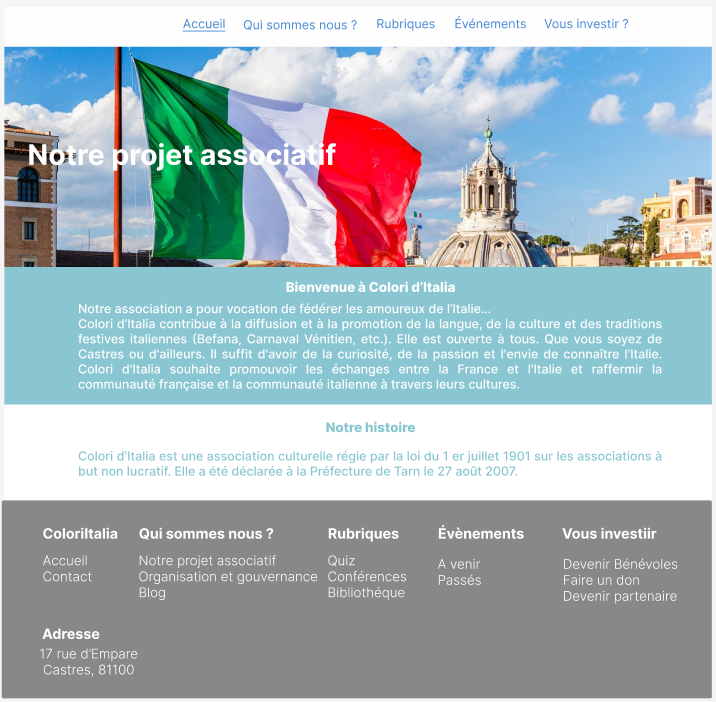 Accueil Qui sommes nous ? Rubriques Événements Vous investir ?
Notre projet associatif
Bienvenue à Colori d'Italia
Notre association a pour vocation de fédérer les amoureux de l'Italie...
Colori d'Italia contribue à la diffusion et à la promotion de la langue, de la culture et des traditions
festives italiennes (Befana, Carnaval Vénitien, etc.). Elle est ouverte à tous. Que vous soyez de
Castres ou d'ailleurs. Il suffit d'avoir de la curiosité, de la passion et l'envie de connaître l'Italie.
Colori d'Italia souhaite promouvoir les échanges entre la France et l'Italie et raffermir la
communauté française et la communauté italienne à travers leurs cultures.
Notre histoire
Colori d'Italia est une association culturelle régie par la loi du 1 er juillet 1901 sur les associations à
but non lucratif. Elle a été déclarée à la Préfecture de Tarn le 27 août 2007.
ColoriItalia
Accueil
Contact
Qui sommes nous ?
Notre projet associatif
Organisation et gouvernance
Blog
Rubriques
Quiz
Conférences
Bibliothéque
Évènements
A venir
Passés
Vous investiir
Devenir Bénévoles
Faire un don
Devenir partenaire
Adresse
17 rue d'Empare
Castres, 81100